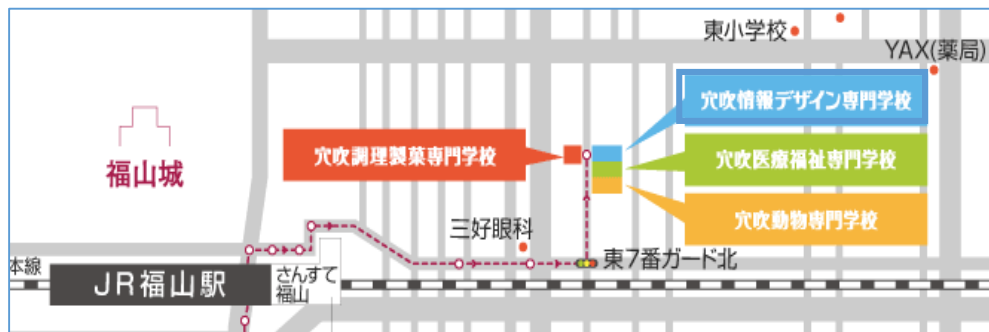 東小学校
YAX(薬局)
穴吹情報デザイン専門学校
穴吹調理製菓専門学校
穴吹医療福祉専門学校
福山城
穴吹動物専門学校
三好眼科
東7番ガード北
本線
JR福山駅
さんすて
福山